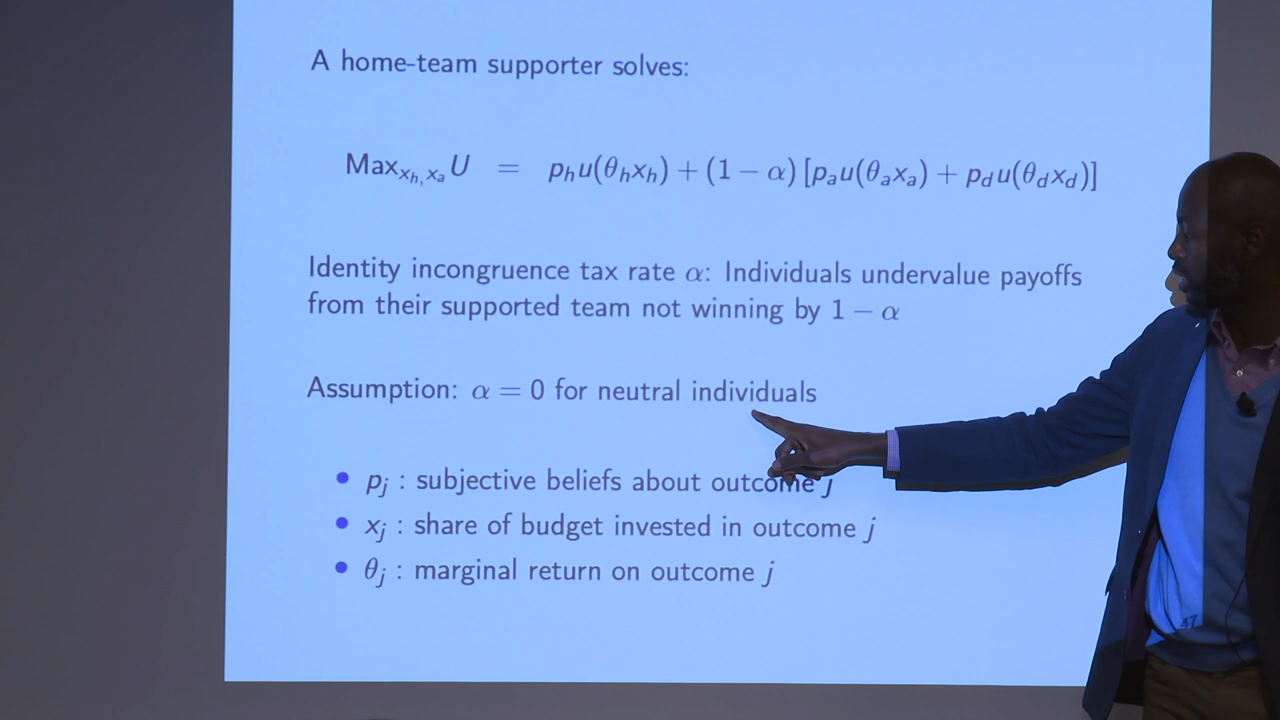 A home-team supporter solves:
Max_{x_h, x_a} U = p_h u(θ_h x_h) + (1 − α) [p_a u(θ_a x_a) + p_d u(θ_d x_d)]
Identity incongruence tax rate α: Individuals undervalue payoffs
from their supported team not winning by 1 − α
Assumption: α = 0 for neutral individuals
• p_j : subjective beliefs about outcome j
• x_j : share of budget invested in outcome j
• θ_j : marginal return on outcome j
47